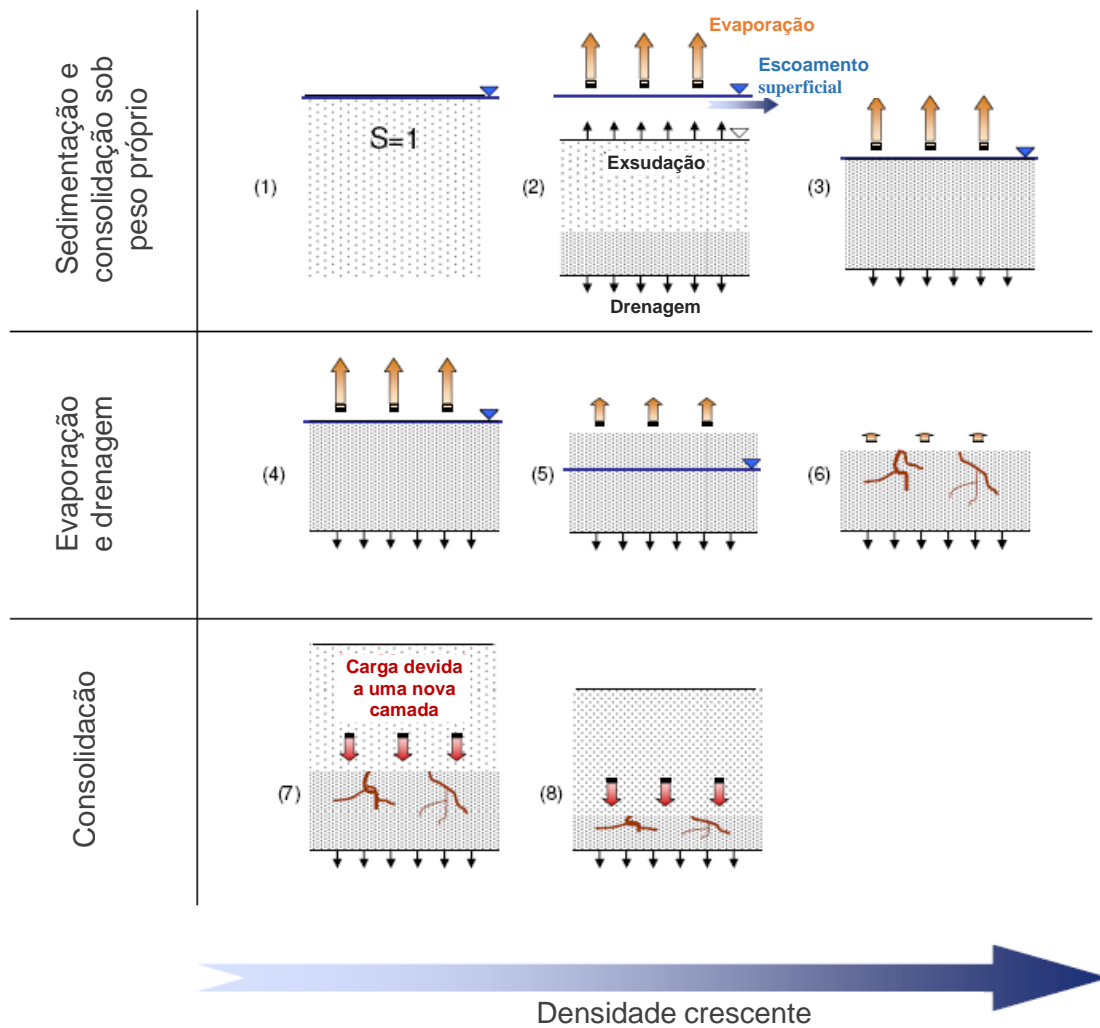 Sedimentação e
consolidação sob
peso próprio
(1)
S=1
(2)
Evaporação
Escoamento
superficial
Exsudação
Drenagem
(3)
Evaporação
e drenagem
(4)
(5)
(6)
Consolidacão
(7)
Carga devida
a uma nova
camada
(8)
Densidade crescente